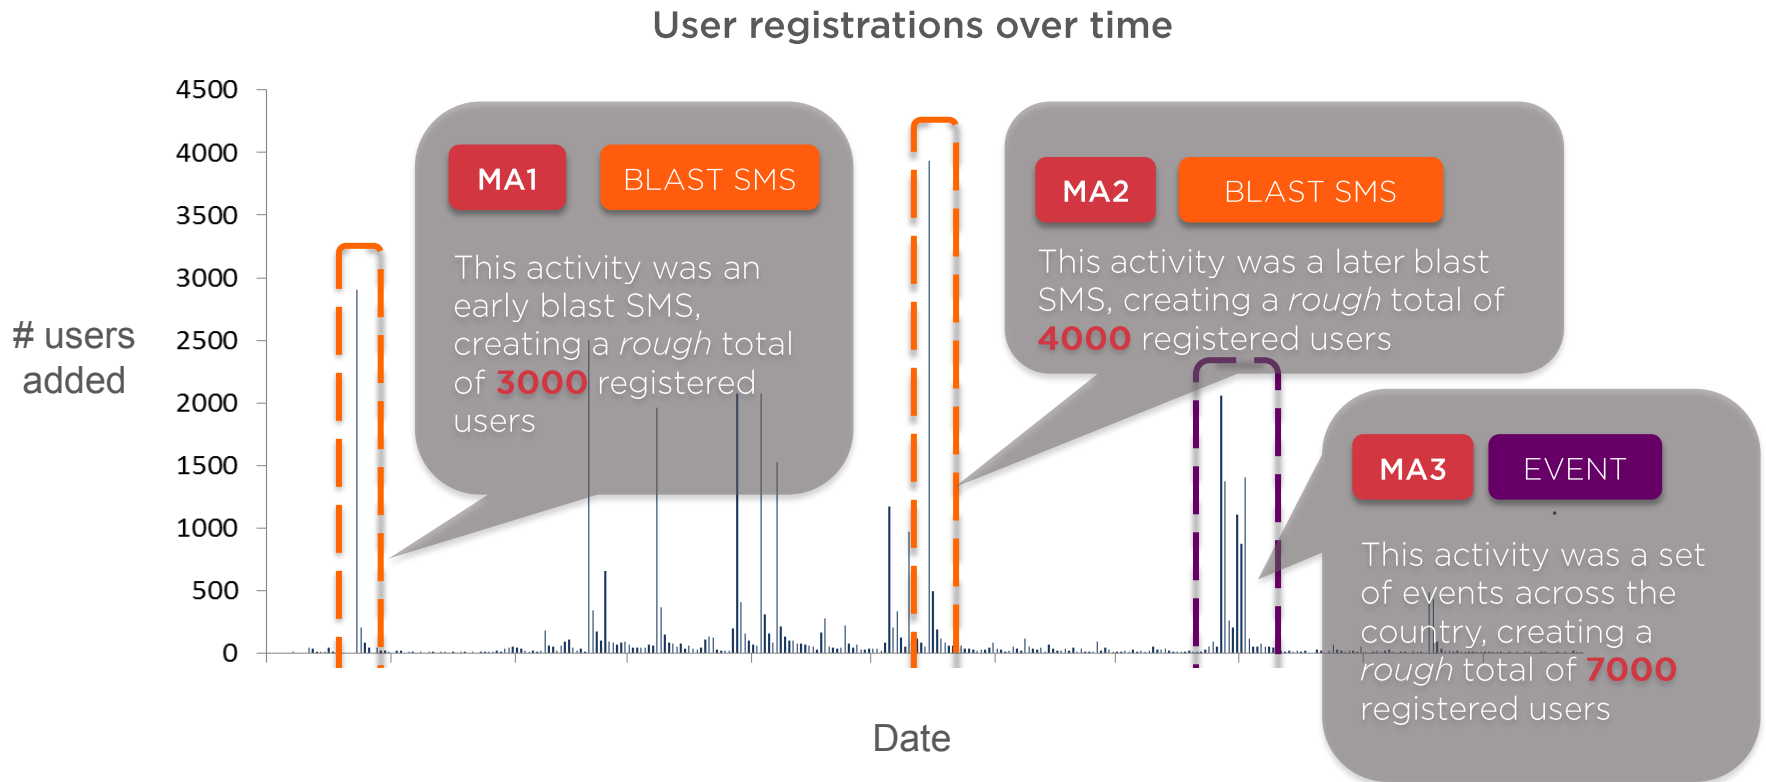 User registrations over time
4500
4000
3500
3000
2500
2000
1500
1000
500
0
# users
added
MA1
BLAST SMS
This activity was an
early blast SMS,
creating a rough total
of 3000 registered
users
MA2
BLAST SMS
This activity was a later blast
SMS, creating a rough total of
4000 registered users
MA3
EVENT
.
This activity was a set
of events across the
country, creating a
rough total of 7000
registered users
Date